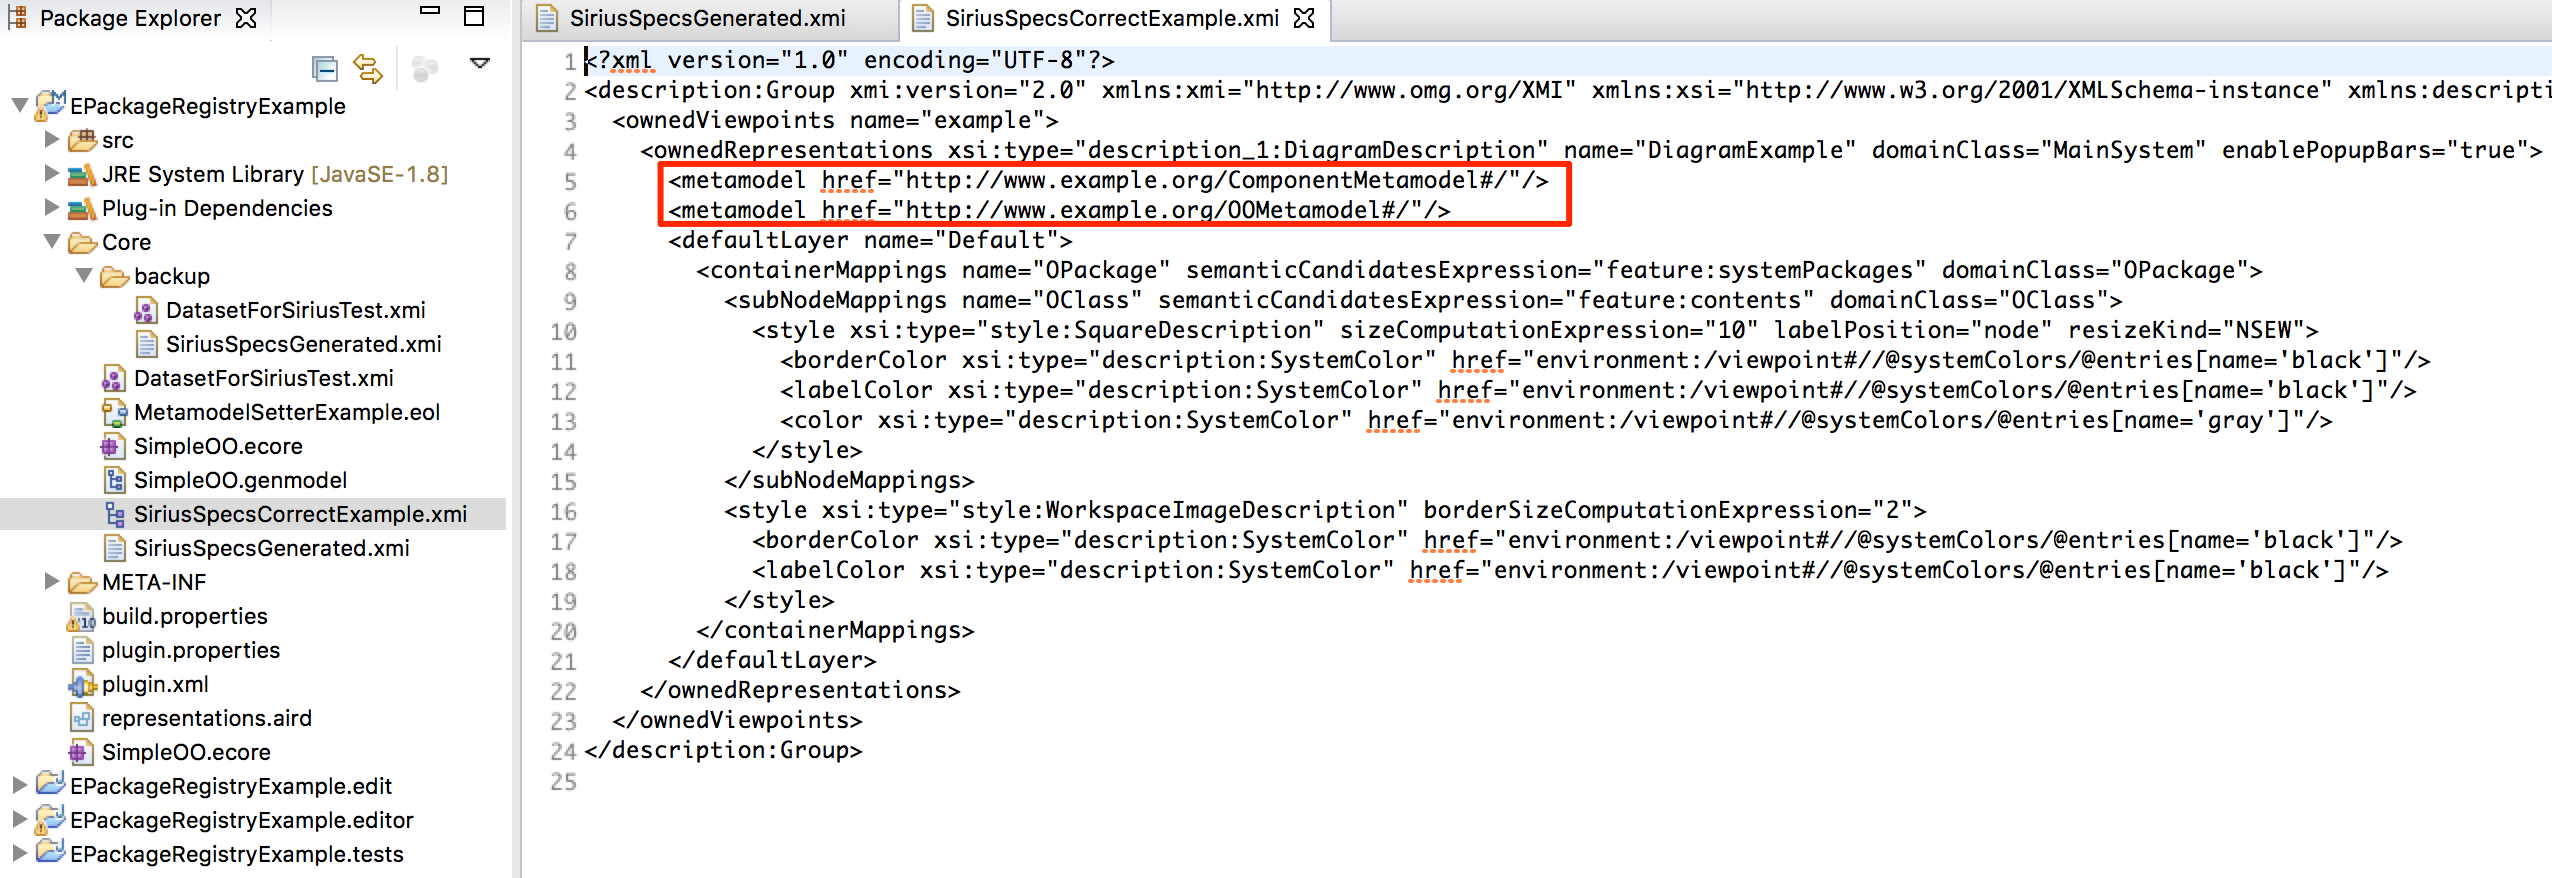 Package Explorer
EPackageRegistryExample
src
JRE System Library [JavaSE-1.8]
Plug-in Dependencies
Core
backup
DatasetForSiriusTest.xmi
SiriusSpecsGenerated.xmi
DatasetForSiriusTest.xmi
MetamodelSetterExample.eol
SimpleOO.ecore
SimpleOO.genmodel
SiriusSpecsCorrectExample.xmi
SiriusSpecsGenerated.xmi
META-INF
build.properties
plugin.properties
plugin.xml
representations.aird
SimpleOO.ecore
EPackageRegistryExample.edit
EPackageRegistryExample.editor
EPackageRegistryExample.tests
SiriusSpecsGenerated.xmi
SiriusSpecsCorrectExample.xmi
1 <?xml version="1.0" encoding="UTF-8"?>
2 <description:Group xmi:version="2.0" xmlns:xmi="http://www.omg.org/XMI" xmlns:xsi="http://www.w3.org/2001/XMLSchema-instance" xmlns:descripti
3 <ownedViewpoints name="example">
4 <ownedRepresentations xsi:type="description_1:DiagramDescription" name="DiagramExample" domainClass="MainSystem" enablePopupBars="true">
5 <metamodel href="http://www.example.org/ComponentMetamodel#/"/>
6 <metamodel href="http://www.example.org/OOMetamodel#/"/>
7 <defaultLayer name="Default">
8 <containerMappings name="OPackage" semanticCandidatesExpression="feature:systemPackages" domainClass="OPackage">
9 <subNodeMappings name="OClass" semanticCandidatesExpression="feature:contents" domainClass="OClass">
10 <style xsi:type="style:SquareDescription" sizeComputationExpression="10" labelPosition="node" resizeKind="NSEW">
11 <borderColor xsi:type="description:SystemColor" href="environment:/viewpoint#//@systemColors/@entries[name='black']"/>
12 <labelColor xsi:type="description:SystemColor" href="environment:/viewpoint#//@systemColors/@entries[name='black']"/>
13 <color xsi:type="description:SystemColor" href="environment:/viewpoint#//@systemColors/@entries[name='gray']"/>
14 </style>
15 </subNodeMappings>
16 <style xsi:type="style:WorkspaceImageDescription" borderSizeComputationExpression="2">
17 <borderColor xsi:type="description:SystemColor" href="environment:/viewpoint#//@systemColors/@entries[name='black']"/>
18 <labelColor xsi:type="description:SystemColor" href="environment:/viewpoint#//@systemColors/@entries[name='black']"/>
19 </style>
20 </containerMappings>
21 </defaultLayer>
22 </ownedRepresentations>
23 </ownedViewpoints>
24 </description:Group>
25